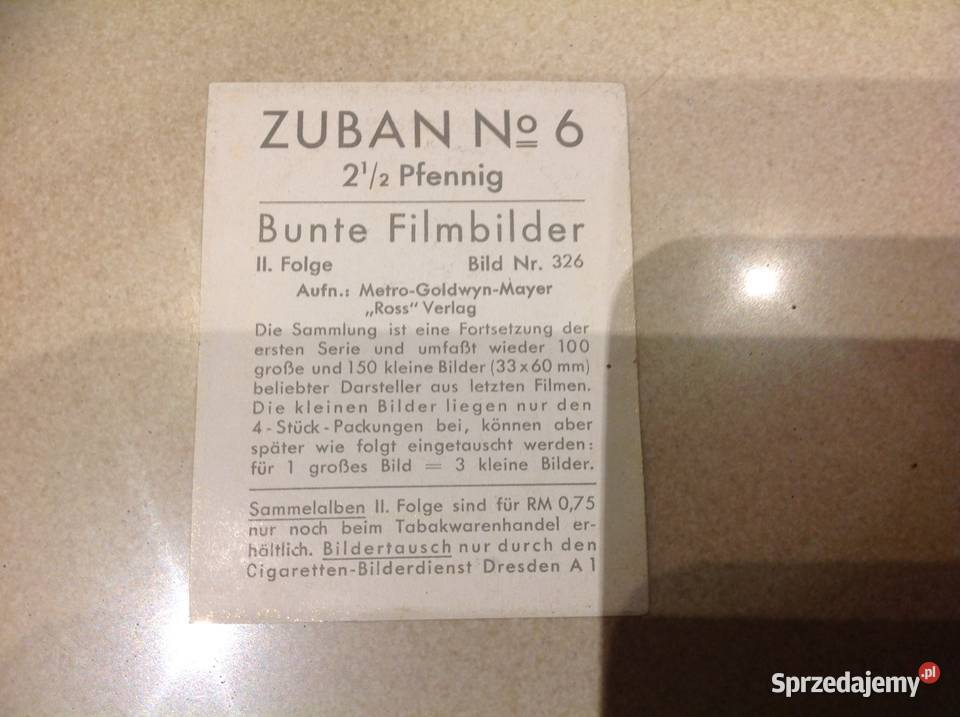 ZUBAN Nº 6
2 1/2 Pfennig
Bunte Filmbilder
II. Folge Bild Nr. 326
Aufn.: Metro-Goldwyn-Mayer
„Ross" Verlag
Die Sammlung ist eine Fortsetzung der
ersten Serie und umfaßt wieder 100
große und 150 kleine Bilder (33x60 mm)
beliebter Darsteller aus letzten Filmen.
Die kleinen Bilder liegen nur den
4-Stück-Packungen bei, können aber
später wie folgt eingetauscht werden:
für 1 großes Bild = 3 kleine Bilder.
Sammelalben II. Folge sind für RM 0,75
nur noch beim Tabakwarenhandel er-
hältlich. Bildertausch nur durch den
Cigaretten-Bilderdienst Dresden A 1
Sprzedajemy.pl